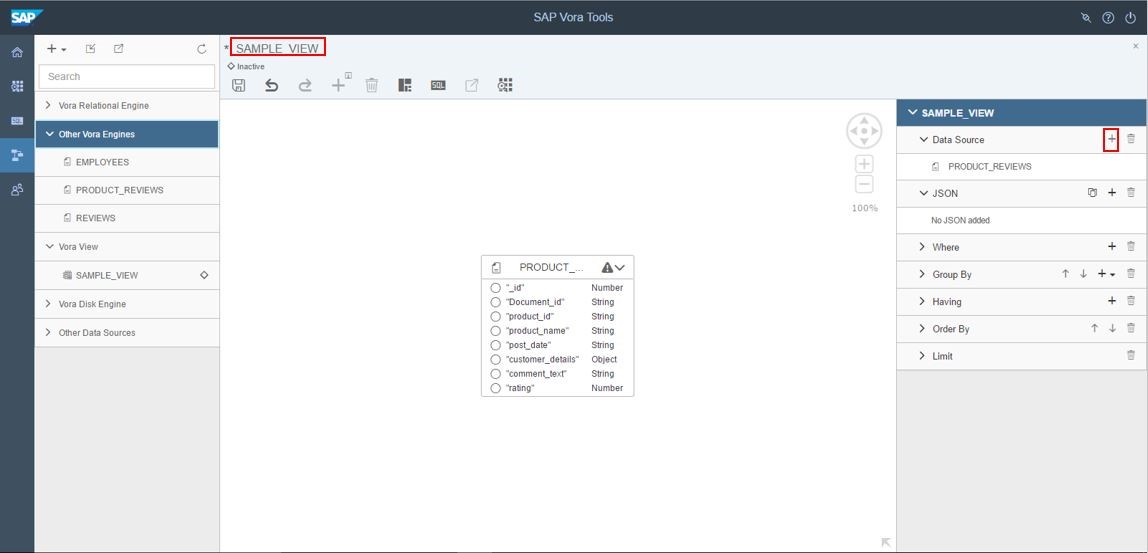 SAP
SAP Vora Tools
Search
Vora Relational Engine
Other Vora Engines
EMPLOYEES
PRODUCT_REVIEWS
REVIEWS
Vora View
SAMPLE_VIEW
Vora Disk Engine
Other Data Sources
* SAMPLE_VIEW
Inactive
SQL
100%
PRODUCT_...
"_id" Number
"Document_id" String
"product_id" String
"product_name" String
"post_date" String
"customer_details" Object
"comment_text" String
"rating" Number
SAMPLE_VIEW
Data Source
PRODUCT_REVIEWS
JSON
No JSON added
Where
Group By
Having
Order By
Limit